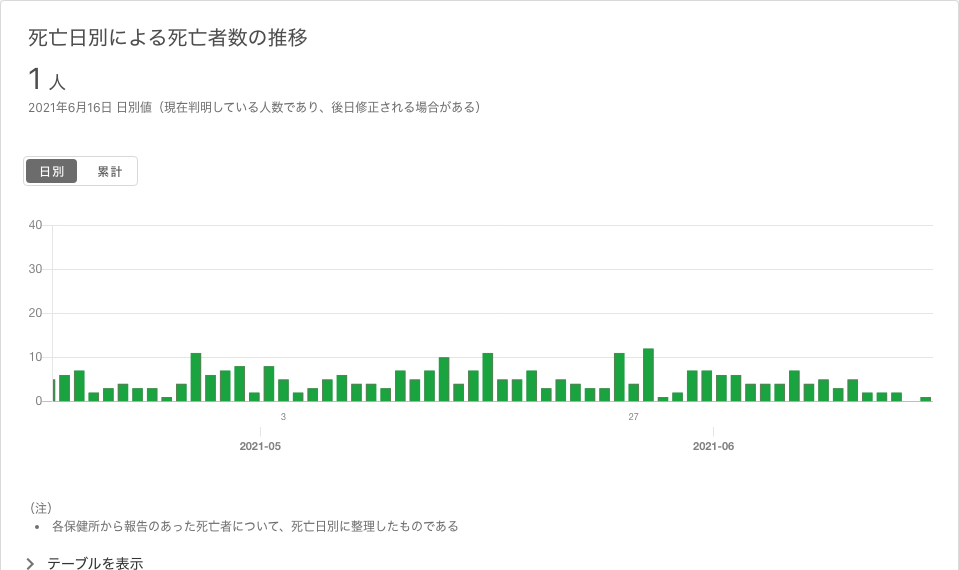 死亡日別による死亡者数の推移
1 人
2021年6月16日 日別値（現在判明している人数であり、後日修正される場合がある）
日別 累計
40
30
20
10
0
3 27
2021-05 2021-06
（注）
• 各保健所から報告のあった死亡者について、死亡日別に整理したものである
テーブルを表示